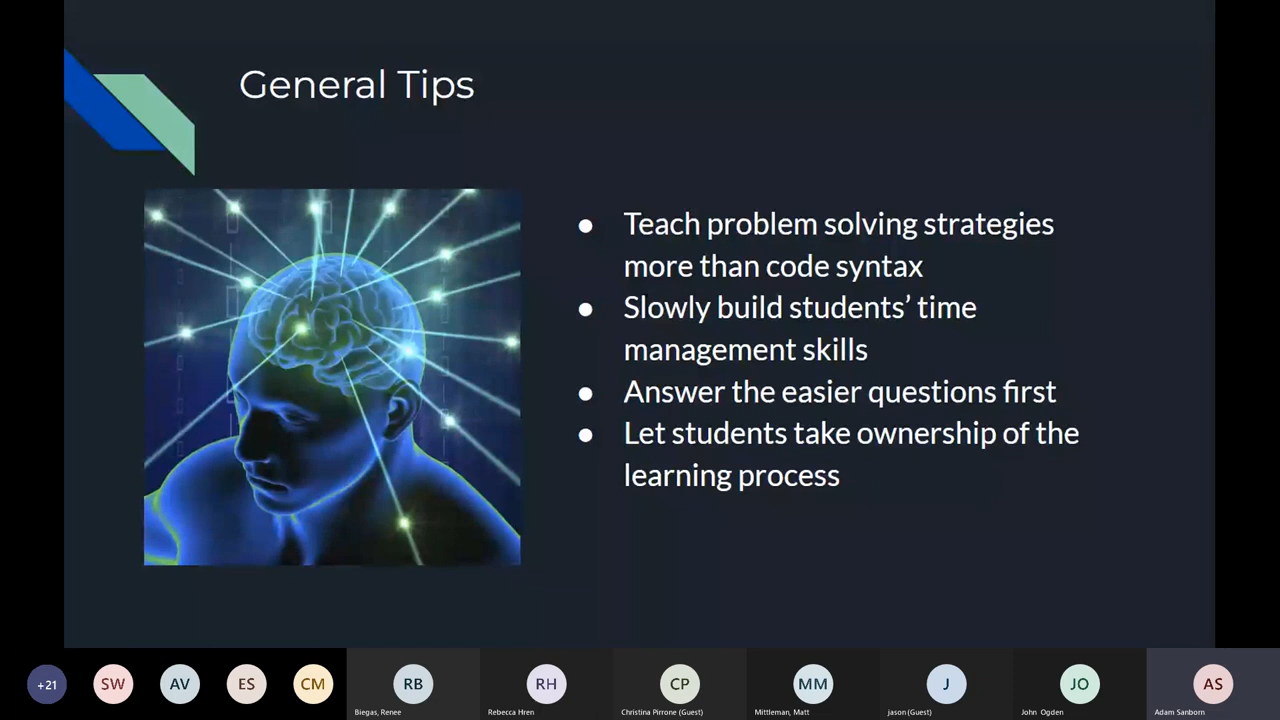 General Tips
● Teach problem solving strategies
more than code syntax
● Slowly build students’ time
management skills
● Answer the easier questions first
● Let students take ownership of the
learning process
+21 SW AV ES CM RB RH CP MM J JO AS
Biegas, Renee Rebecca Hren Christina Pirrone (Guest) Mittleman, Matt jason (Guest) John Ogden Adam Sanborn